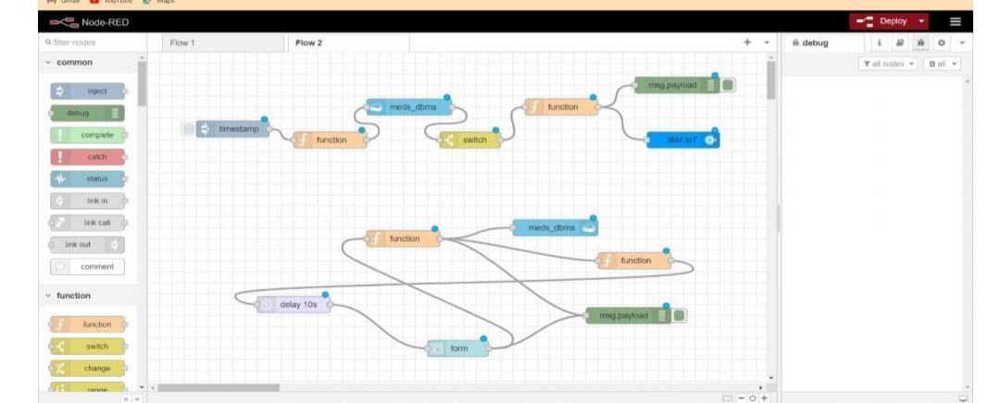 Gmail YouTube Maps
Node-RED
Deploy
filter nodes
Flow 1
Flow 2
debug
i
common
all nodes
all
inject
debug
complete
catch
status
link in
link call
link out
comment
function
function
switch
change
range
timestamp
function
meds_dbms
switch
function
msg.payload
IBM IoT
function
meds_dbms
function
delay 10s
form
msg.payload